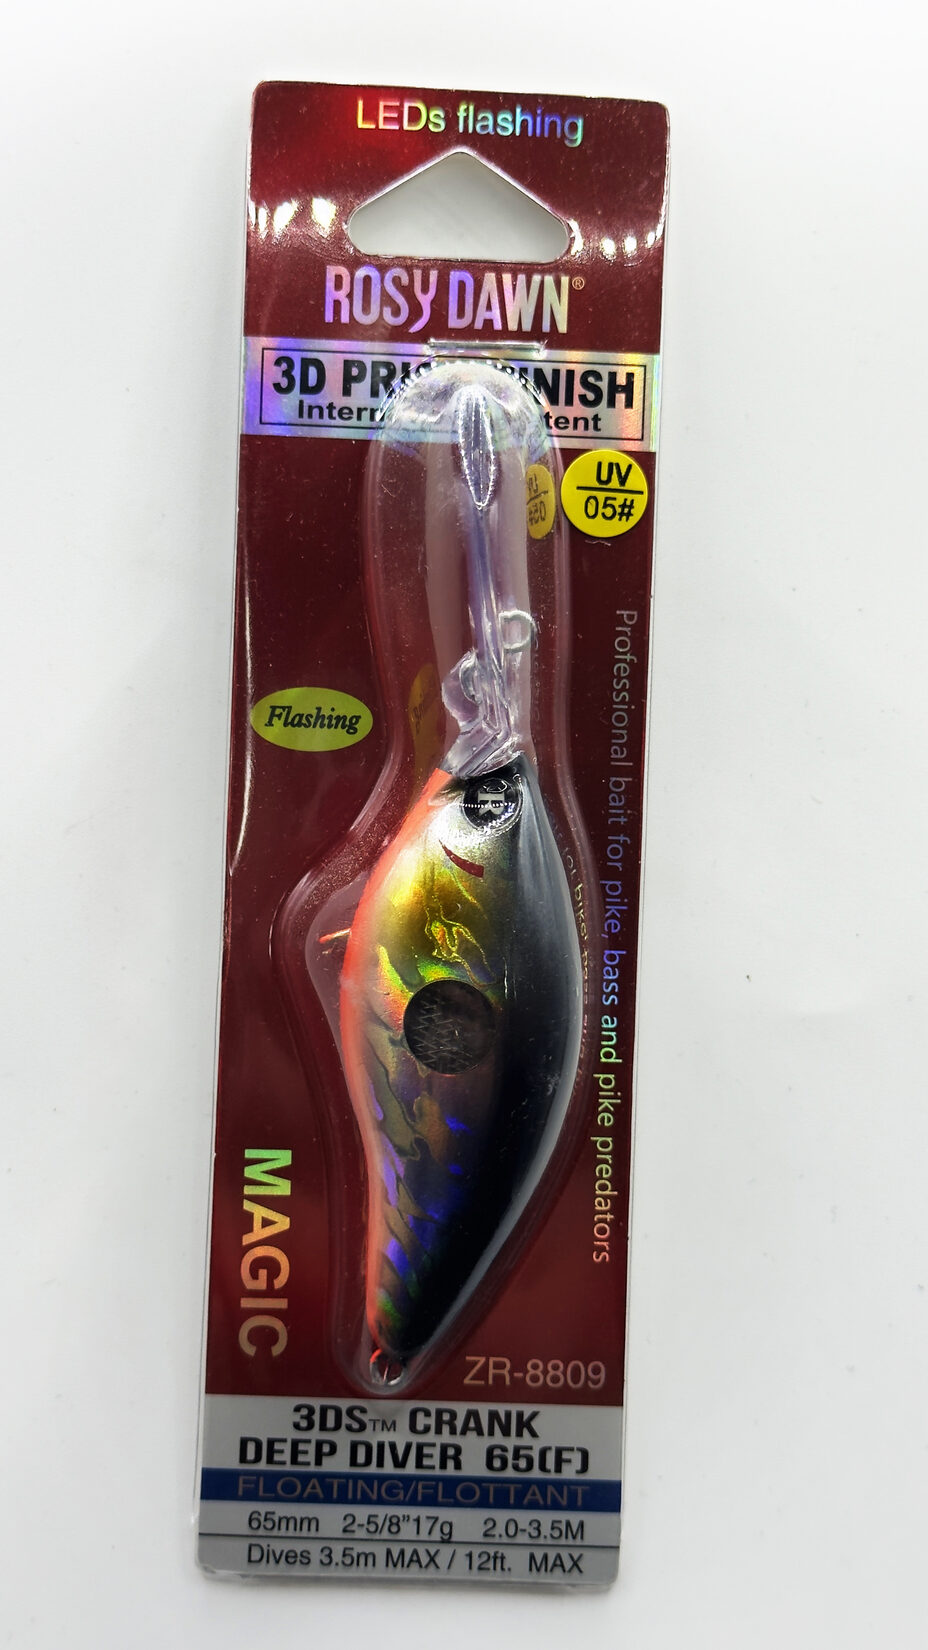 LEDs flashing
ROSY DAWN®
3D PRISM FINISH
UV
05#
Flashing
Professional bait for pike, bass and pike predators
MAGIC
ZR-8809
3DS™ CRANK
DEEP DIVER 65(F)
FLOATING/FLOTTANT
65mm 2-5/8"17g 2.0-3.5M
Dives 3.5m MAX / 12ft. MAX